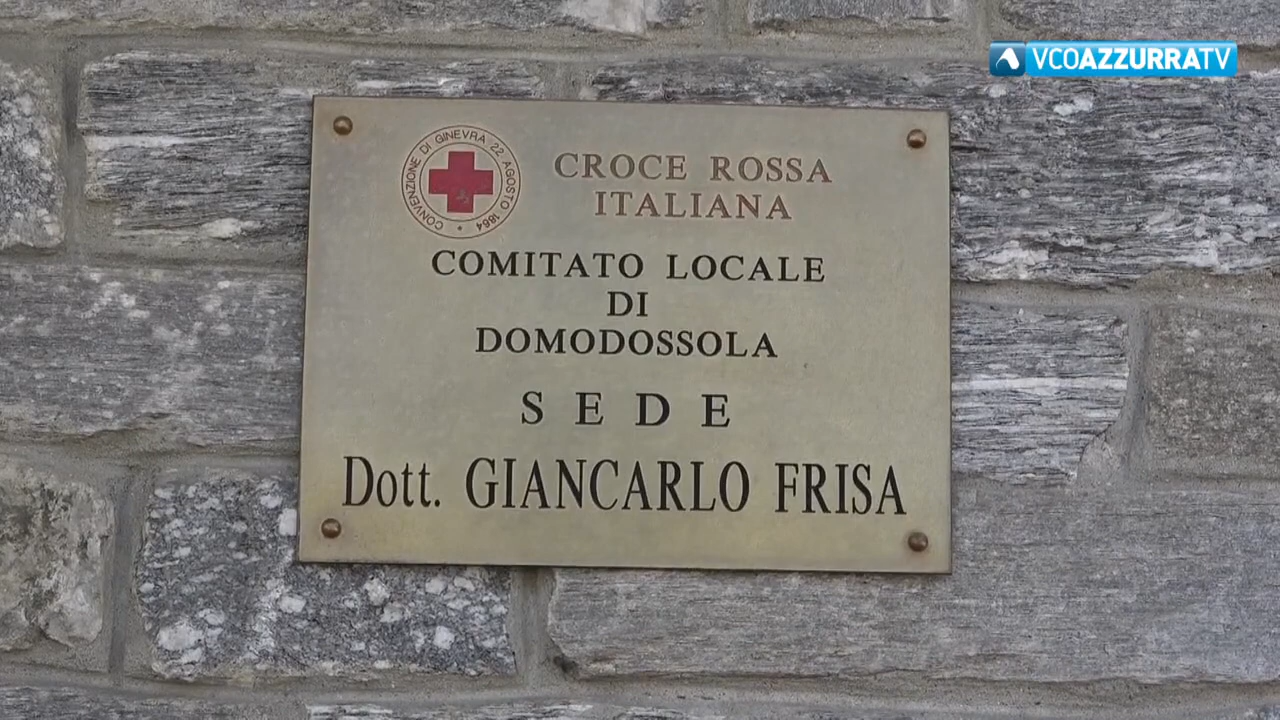 VCOAZZURRATV
CONVENZIONE DI GINEVRA 22 AGOSTO 1864
CROCE ROSSA
ITALIANA
COMITATO LOCALE
DI
DOMODOSSOLA
SEDE
Dott. GIANCARLO FRISA